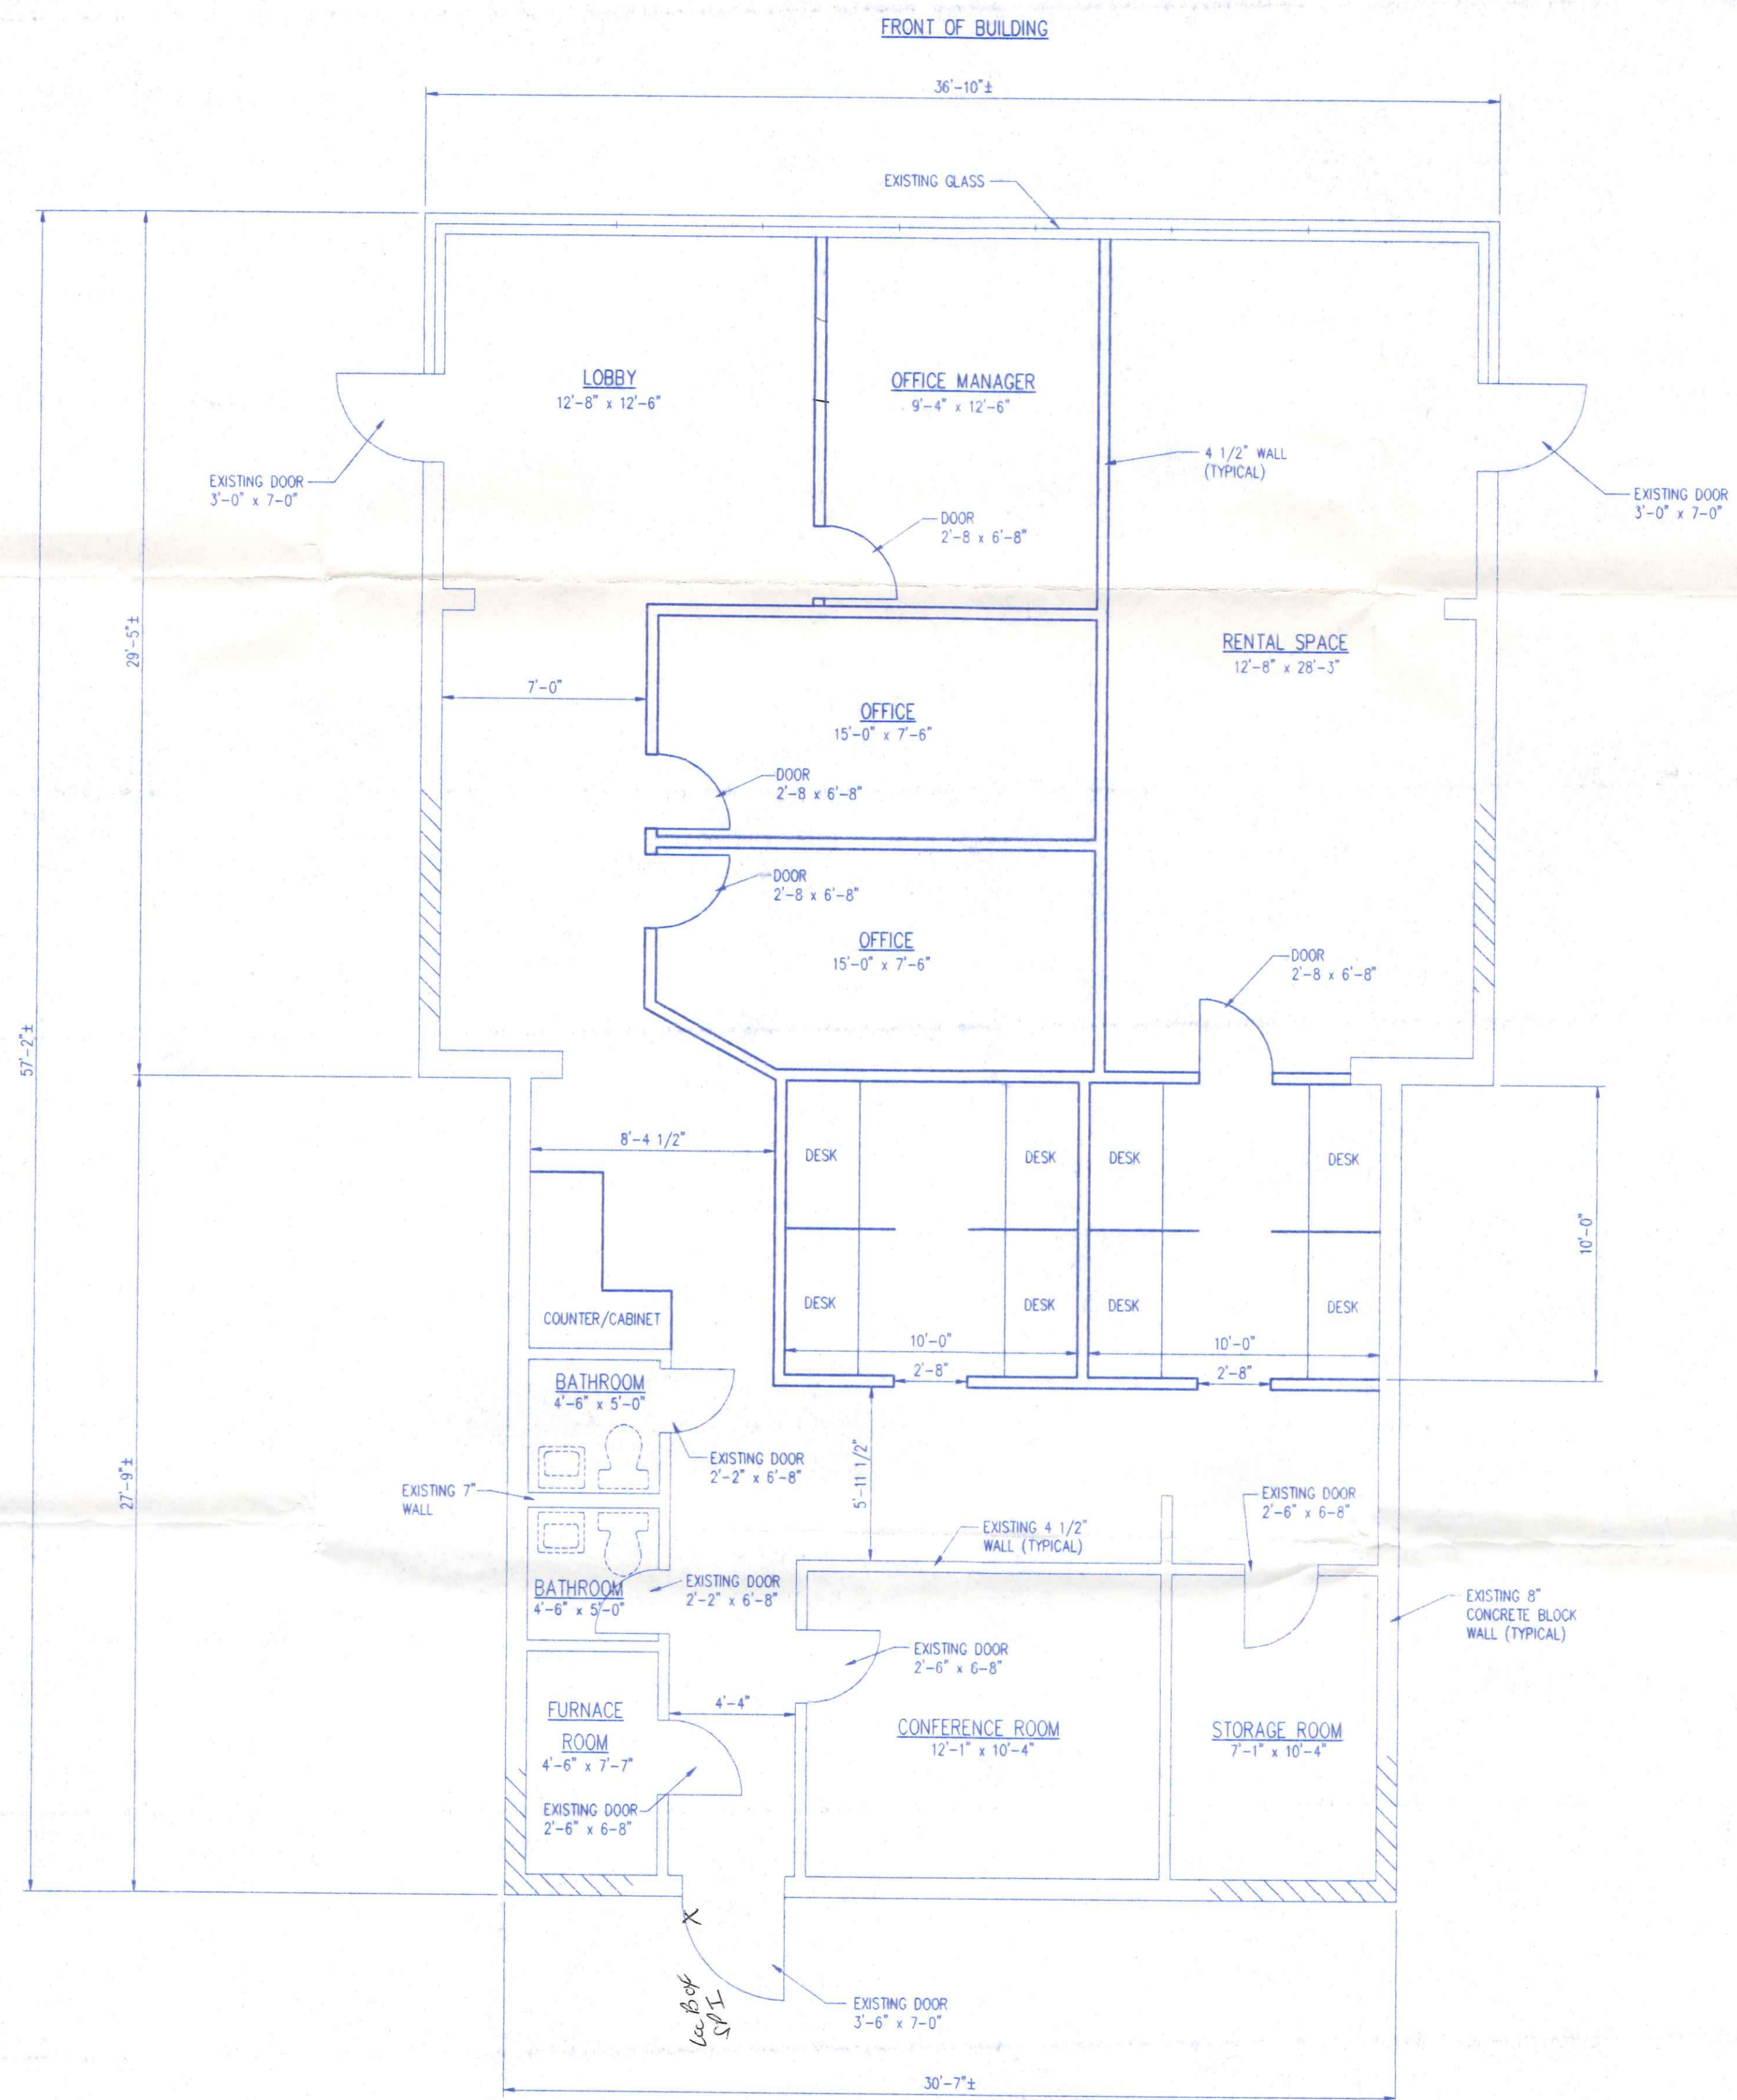 FRONT OF BUILDING
36'-10"±
EXISTING GLASS
LOBBY
12'-8" x 12'-6"
OFFICE MANAGER
9'-4" x 12'-6"
4 1/2" WALL
(TYPICAL)
EXISTING DOOR
3'-0" x 7-0"
EXISTING DOOR
3'-0" x 7-0"
DOOR
2'-8 x 6'-8"
29'-5"±
RENTAL SPACE
12'-8" x 28'-3"
7'-0"
OFFICE
15'-0" x 7'-6"
DOOR
2'-8 x 6'-8"
DOOR
2'-8 x 6'-8"
OFFICE
15'-0" x 7'-6"
DOOR
2'-8 x 6'-8"
57'-2"±
8'-4 1/2"
DESK
DESK
DESK
DESK
10'-0"
DESK
DESK
DESK
DESK
COUNTER/CABINET
10'-0"
10'-0"
2'-8"
2'-8"
BATHROOM
4'-6" x 5'-0"
EXISTING DOOR
2'-2" x 6'-8"
27'-9"±
EXISTING 7"
WALL
5'-11 1/2"
EXISTING DOOR
2'-6" x 6-8"
EXISTING 4 1/2"
WALL (TYPICAL)
BATHROOM
4'-6" x 5'-0"
EXISTING DOOR
2'-2" x 6'-8"
EXISTING 8"
CONCRETE BLOCK
WALL (TYPICAL)
EXISTING DOOR
2'-6" x 6-8"
4'-4"
FURNACE
ROOM
4'-6" x 7'-7"
CONFERENCE ROOM
12'-1" x 10'-4"
STORAGE ROOM
7'-1" x 10'-4"
EXISTING DOOR
2'-6" x 6-8"
X
EXISTING DOOR
3'-6" x 7-0"
30'-7"±